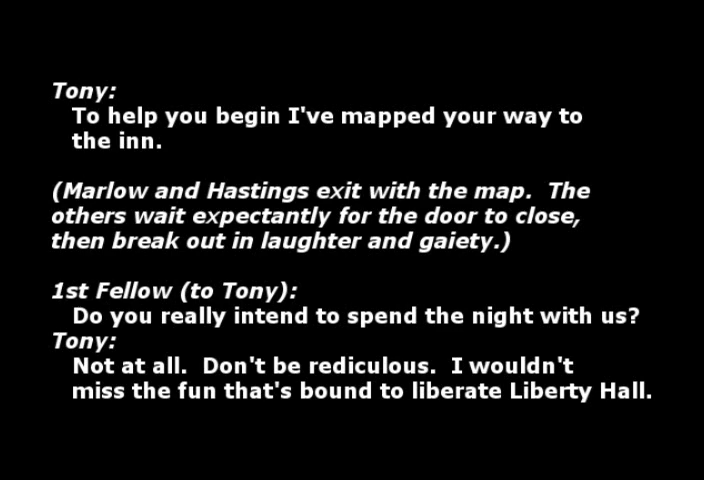 Tony:
To help you begin I've mapped your way to
the inn.
(Marlow and Hastings exit with the map.  The
others wait expectantly for the door to close,
then break out in laughter and gaiety.)
1st Fellow (to Tony):
Do you really intend to spend the night with us?
Tony:
Not at all.  Don't be rediculous.  I wouldn't
miss the fun that's bound to liberate Liberty Hall.